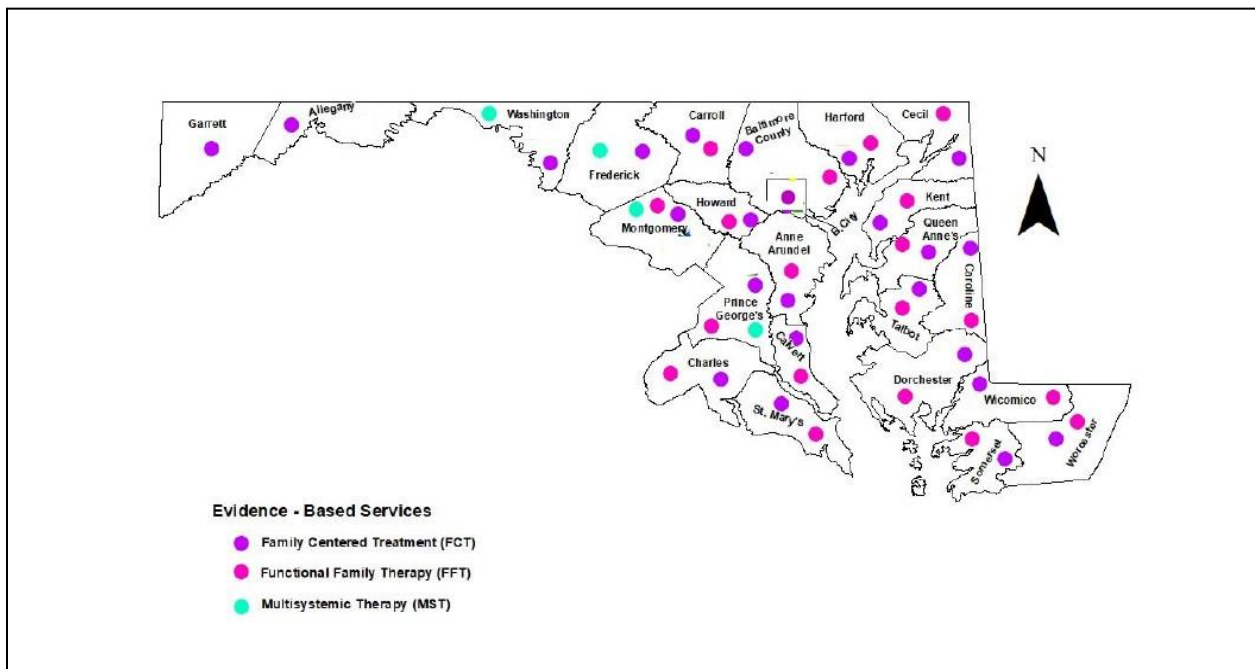 Garrett
Allegany
Washington
Frederick
Carroll
Baltimore
County
Harford
Cecil
N
Kent
Howard
Montgomery
B.City
Queen
Anne's
Anne
Arundel
Caroline
Prince
George's
Talbot
Calvert
Charles
Dorchester
Wicomico
St. Mary's
Somerset
Worcester
Evidence - Based Services
Family Centered Treatment (FCT)
Functional Family Therapy (FFT)
Multisystemic Therapy (MST)